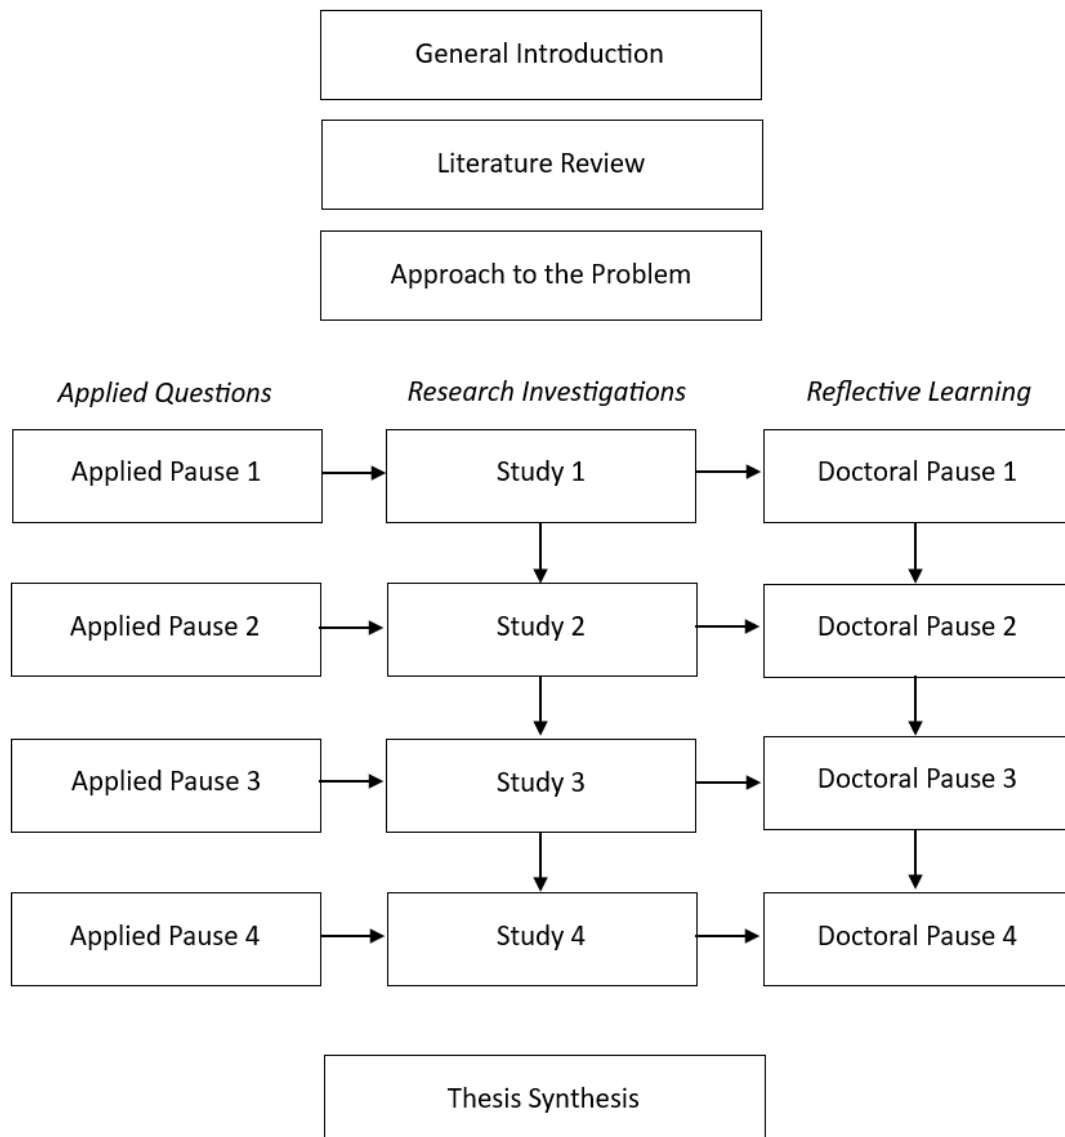 General Introduction
Literature Review
Approach to the Problem
Applied Questions
Research Investigations
Reflective Learning
Applied Pause 1
Study 1
Doctoral Pause 1
Applied Pause 2
Study 2
Doctoral Pause 2
Applied Pause 3
Study 3
Doctoral Pause 3
Applied Pause 4
Study 4
Doctoral Pause 4
Thesis Synthesis